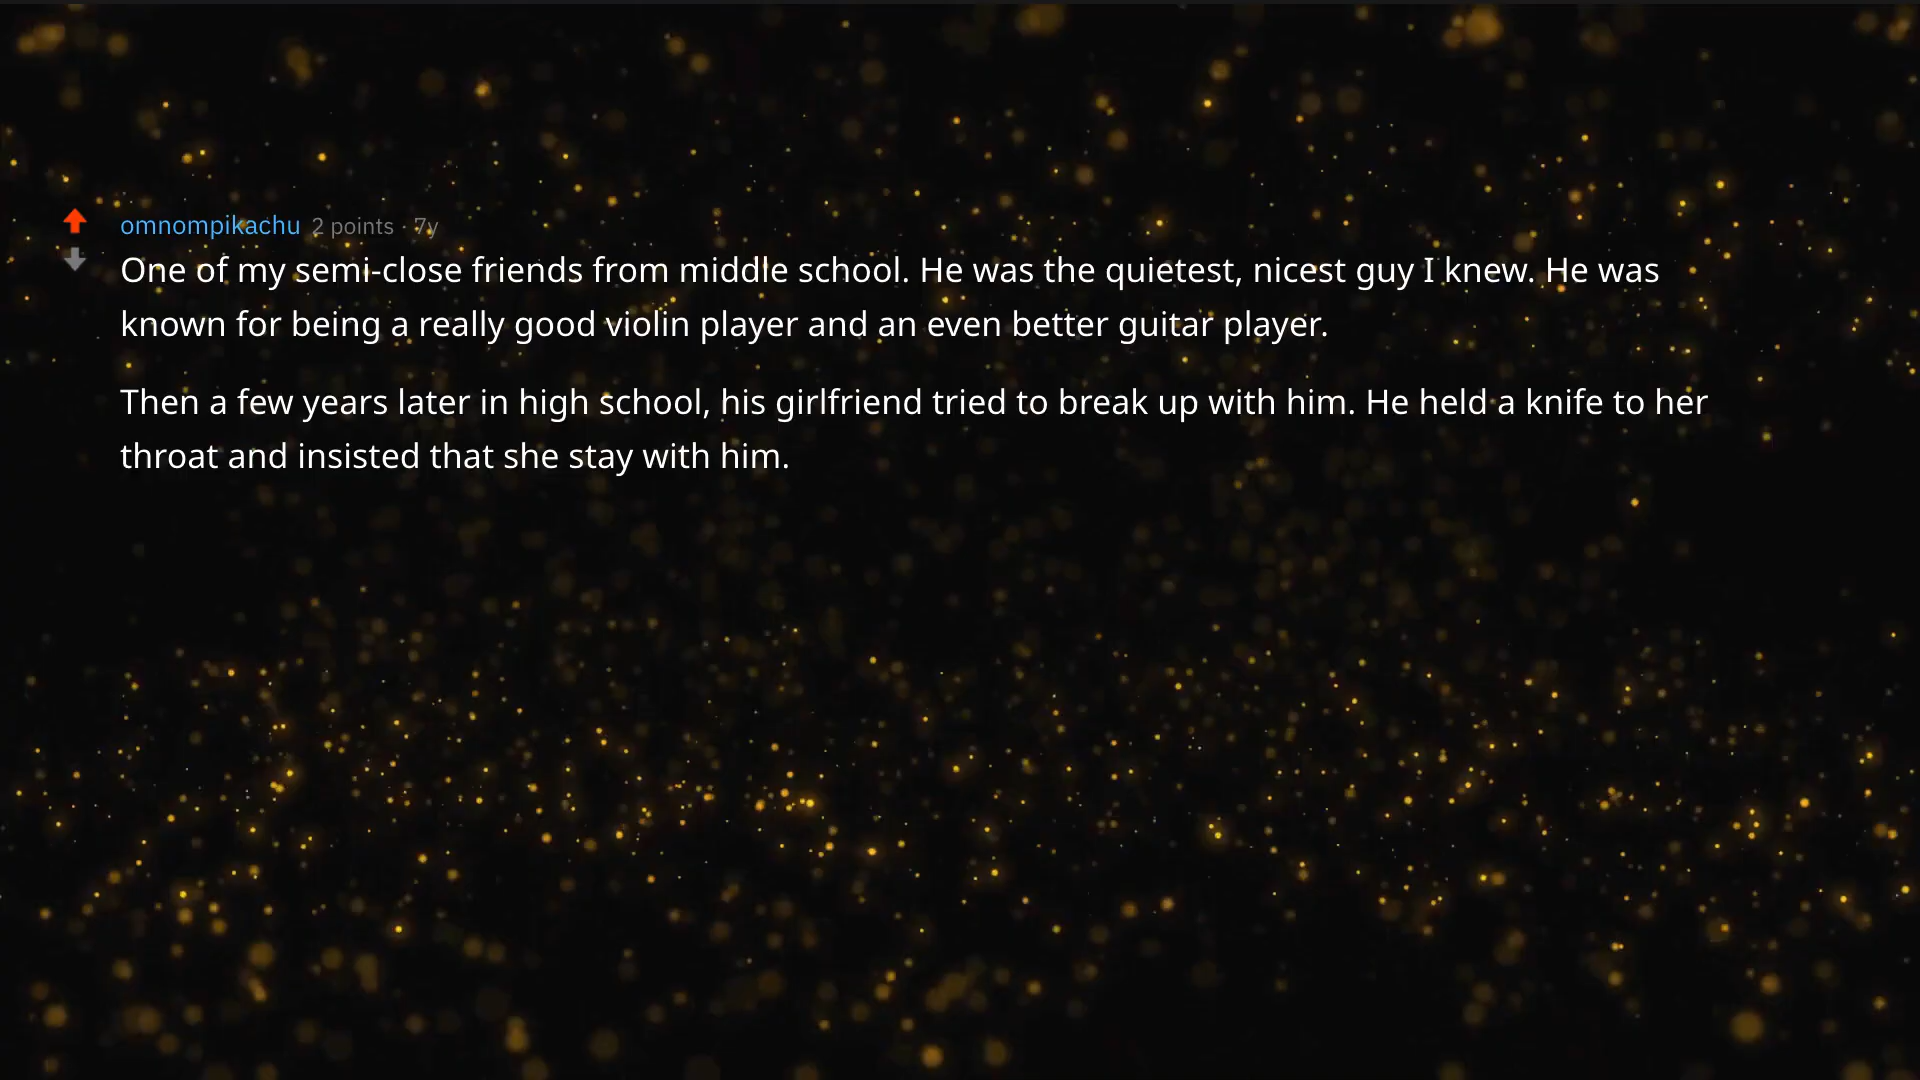 omnompikachu 2 points · 7y
One of my semi-close friends from middle school. He was the quietest, nicest guy I knew. He was
known for being a really good violin player and an even better guitar player.
Then a few years later in high school, his girlfriend tried to break up with him. He held a knife to her
throat and insisted that she stay with him.